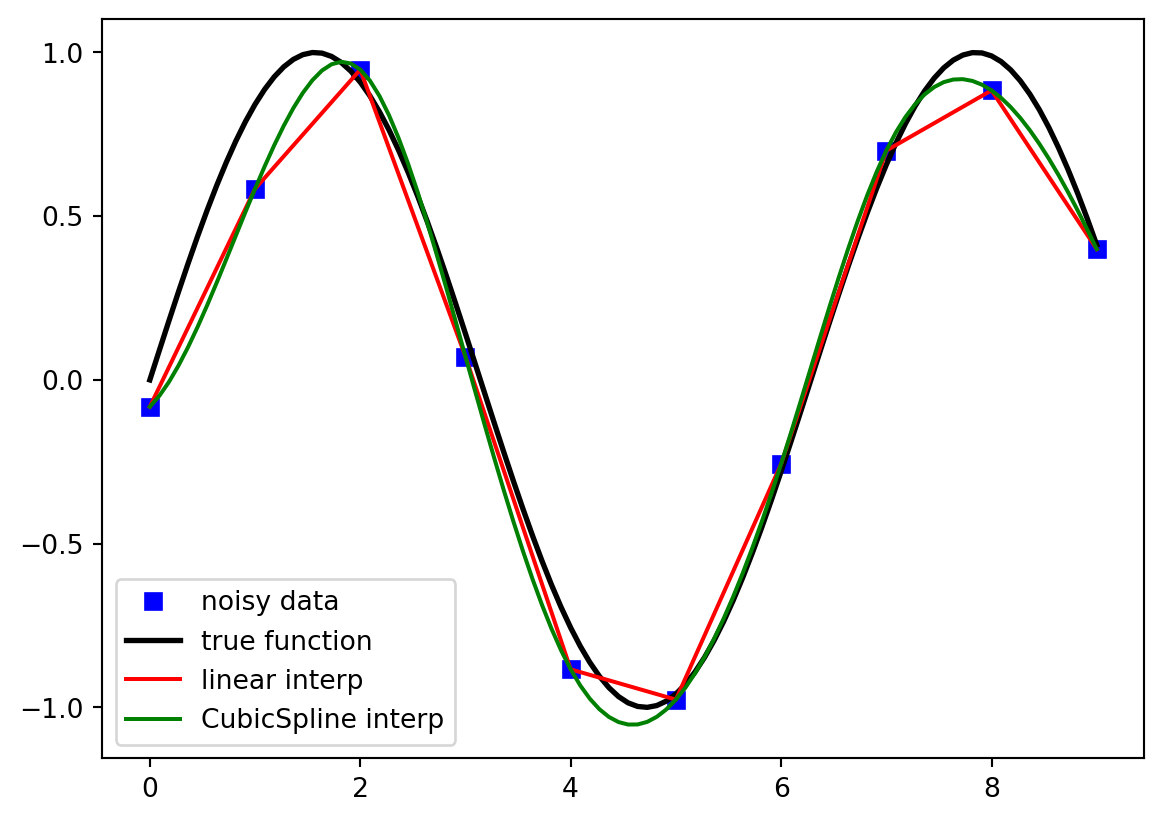 1.0
0.5
0.0
−0.5
−1.0
noisy data
true function
linear interp
CubicSpline interp
0 2 4 6 8